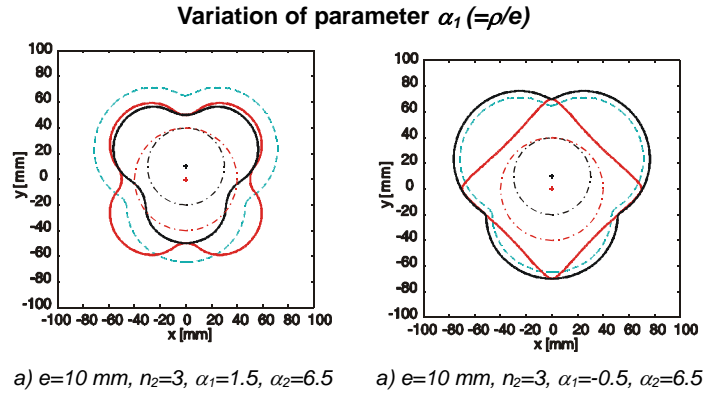 Variation of parameter α₁ (=ρ/e)
100
80
60
40
20
0
-20
-40
-60
-80
-100
y [mm]
-100 -80 -60 -40 -20 0 20 40 60 80 100
x [mm]
100
80
60
40
20
0
-20
-40
-60
-80
-100
y [mm]
-100 -80 -60 -40 -20 0 20 40 60 80 100
x [mm]
a) e=10 mm, n₂=3, α₁=1.5, α₂=6.5
a) e=10 mm, n₂=3, α₁=-0.5, α₂=6.5